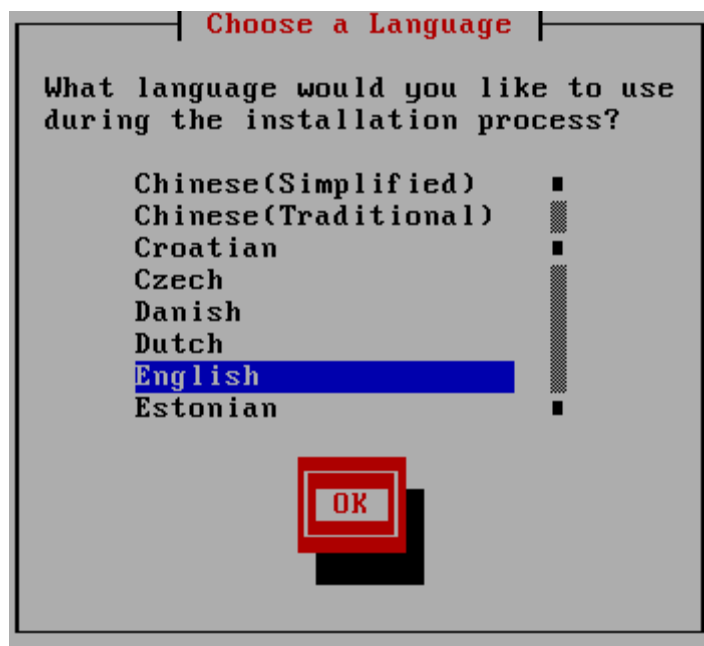 Choose a Language
What language would you like to use
during the installation process?
Chinese(Simplified)
Chinese(Traditional)
Croatian
Czech
Danish
Dutch
English
Estonian
OK